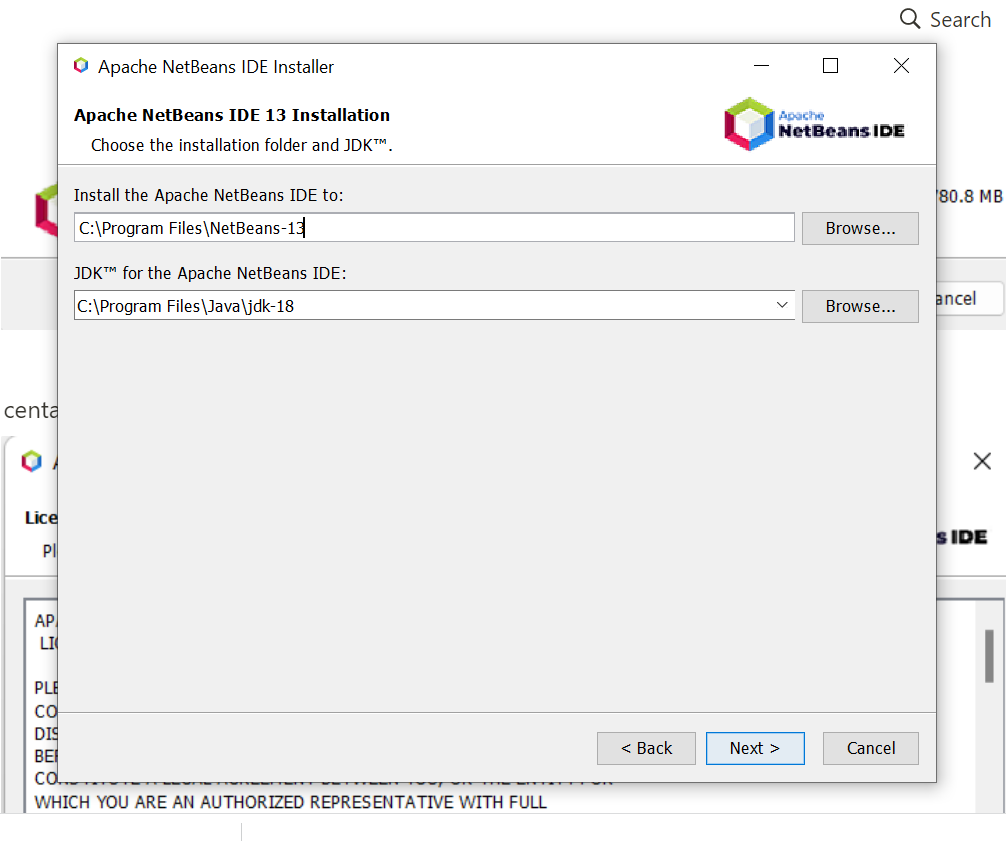 Search
Apache NetBeans IDE Installer
Apache NetBeans IDE 13 Installation
Choose the installation folder and JDK™.
Apache
NetBeans IDE
Install the Apache NetBeans IDE to:
780.8 MB
C:\Program Files\NetBeans-13
Browse...
JDK™ for the Apache NetBeans IDE:
ancel
C:\Program Files\Java\jdk-18
Browse...
centa
Lice
s IDE
Pl
AP
LIC
PLE
CO
DIS
BEF
< Back
Next >
Cancel
WHICH YOU ARE AN AUTHORIZED REPRESENTATIVE WITH FULL